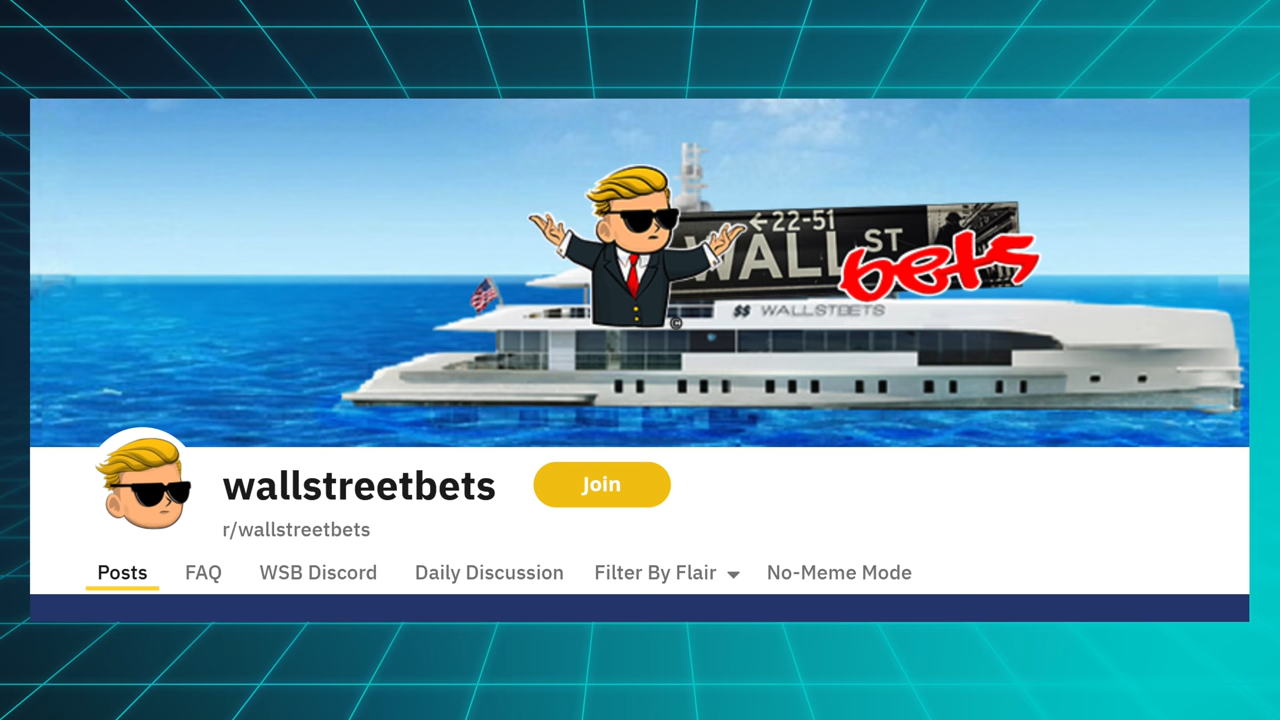 ←22-51
WALL ST
bets
$$ WALLSTBETS
©
wallstreetbets
Join
r/wallstreetbets
Posts FAQ WSB Discord Daily Discussion Filter By Flair No-Meme Mode